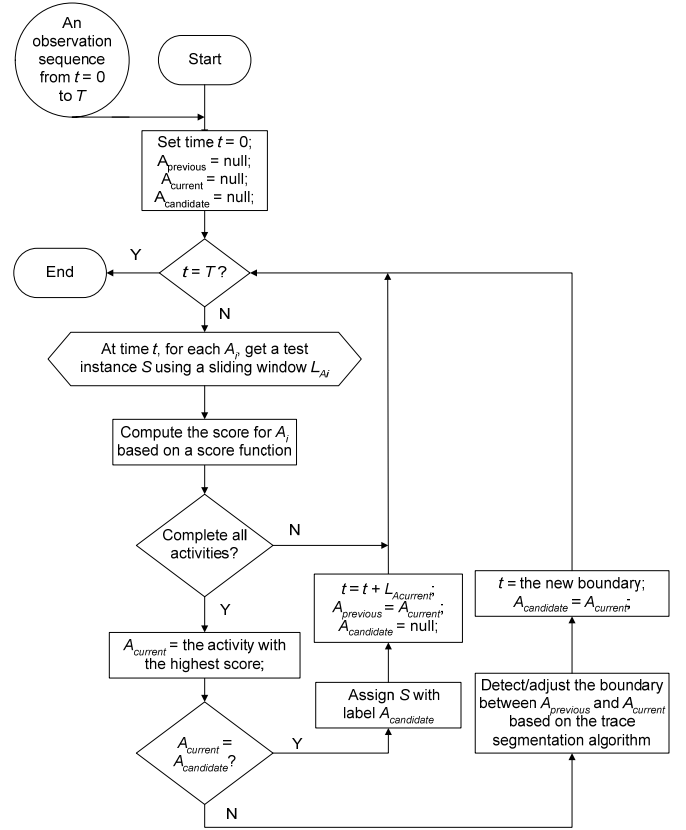 An
observation
sequence
from t = 0
to T
Start
Set time t = 0;
Aprevious = null;
Acurrent = null;
Acandidate = null;
Y
End
t = T?
N
At time t, for each Ai, get a test
instance S using a sliding window LAi
Compute the score for Ai
based on a score function
Complete all
activities?
N
Y
t = t + LAcurrent;
Aprevious = Acurrent;
Acandidate = null;
t = the new boundary;
Acandidate = Acurrent;
Acurrent = the activity with
the highest score;
Assign S with
label Acandidate
Detect/adjust the boundary
between Aprevious and Acurrent
based on the trace
segmentation algorithm
Acurrent =
Acandidate?
Y
N